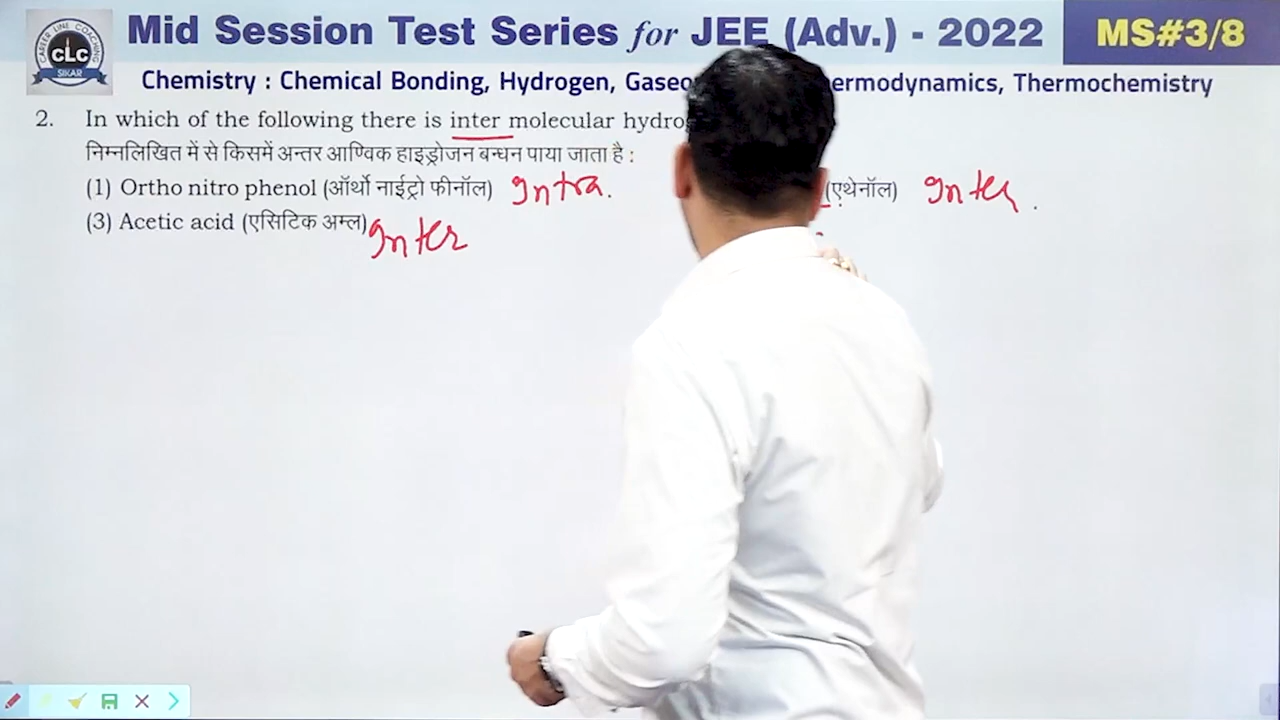 CAREER LINE COACHING
CLC
SIKAR
Mid Session Test Series for JEE (Adv.) - 2022
MS#3/8
Chemistry : Chemical Bonding, Hydrogen, Gaseo ermodynamics, Thermochemistry
2. In which of the following there is inter molecular hydro
निम्नलिखित में से किसमें अन्तर आण्विक हाइड्रोजन बन्धन पाया जाता है :
(1) Ortho nitro phenol (ऑर्थो नाईट्रो फीनॉल) Intra. (एथेनॉल) Inter.
(3) Acetic acid (एसिटिक अम्ल) Inter